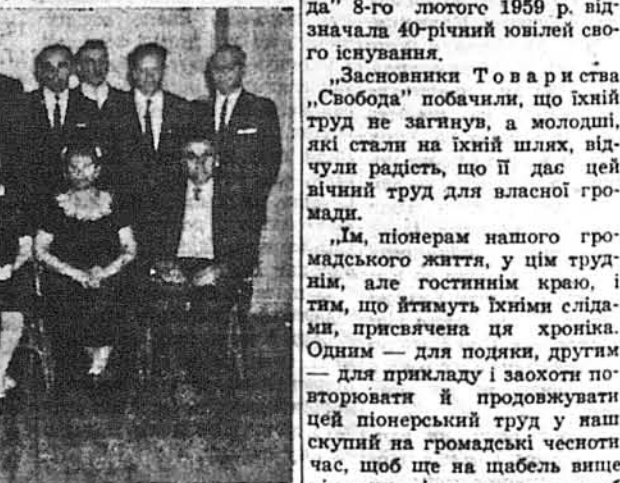 да” 8-го лютого 1959 р. від-
значала 40-річний ювілей сво-
го існування.
„Засновники Т о в а р и ства
„Свобода” побачили, що їхній
труд не загинув, а молодші,
які стали на їхній шлях, від-
чули радість, що її дає цей
вічний труд для власної гро-
мади.
„Їм, піонерам нашого гро-
мадського життя, у цім труд-
нім, але гостиннім краю, і
тим, що йтимуть їхніми сліда-
ми, присвячена ця хроніка.
Одним — для подяки, другим
— для прикладу і заохоти по-
вторювати й продовжувати
цей піонерський труд у наш
скупий на громадські чесноти
час, щоб ще на щабель вище